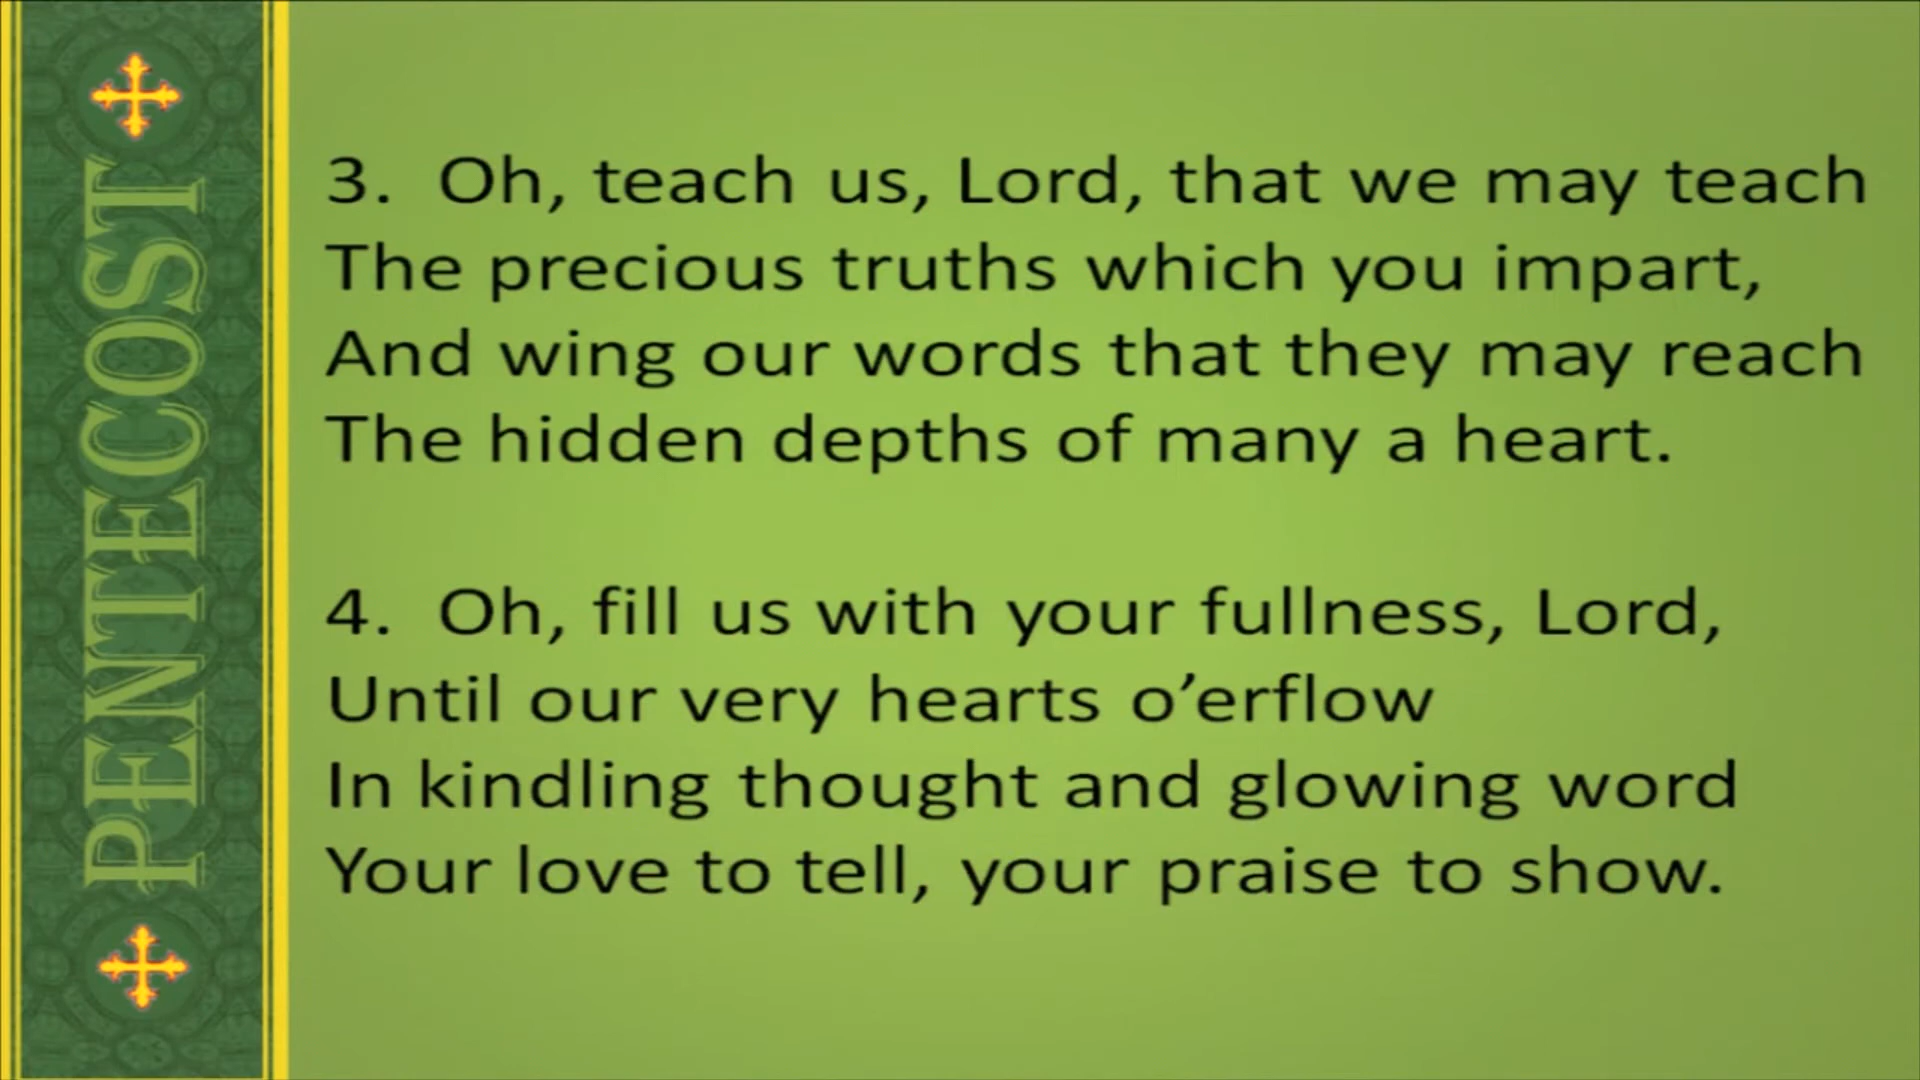 PENTECOST
3. Oh, teach us, Lord, that we may teach
The precious truths which you impart,
And wing our words that they may reach
The hidden depths of many a heart.
4. Oh, fill us with your fullness, Lord,
Until our very hearts o’erflow
In kindling thought and glowing word
Your love to tell, your praise to show.